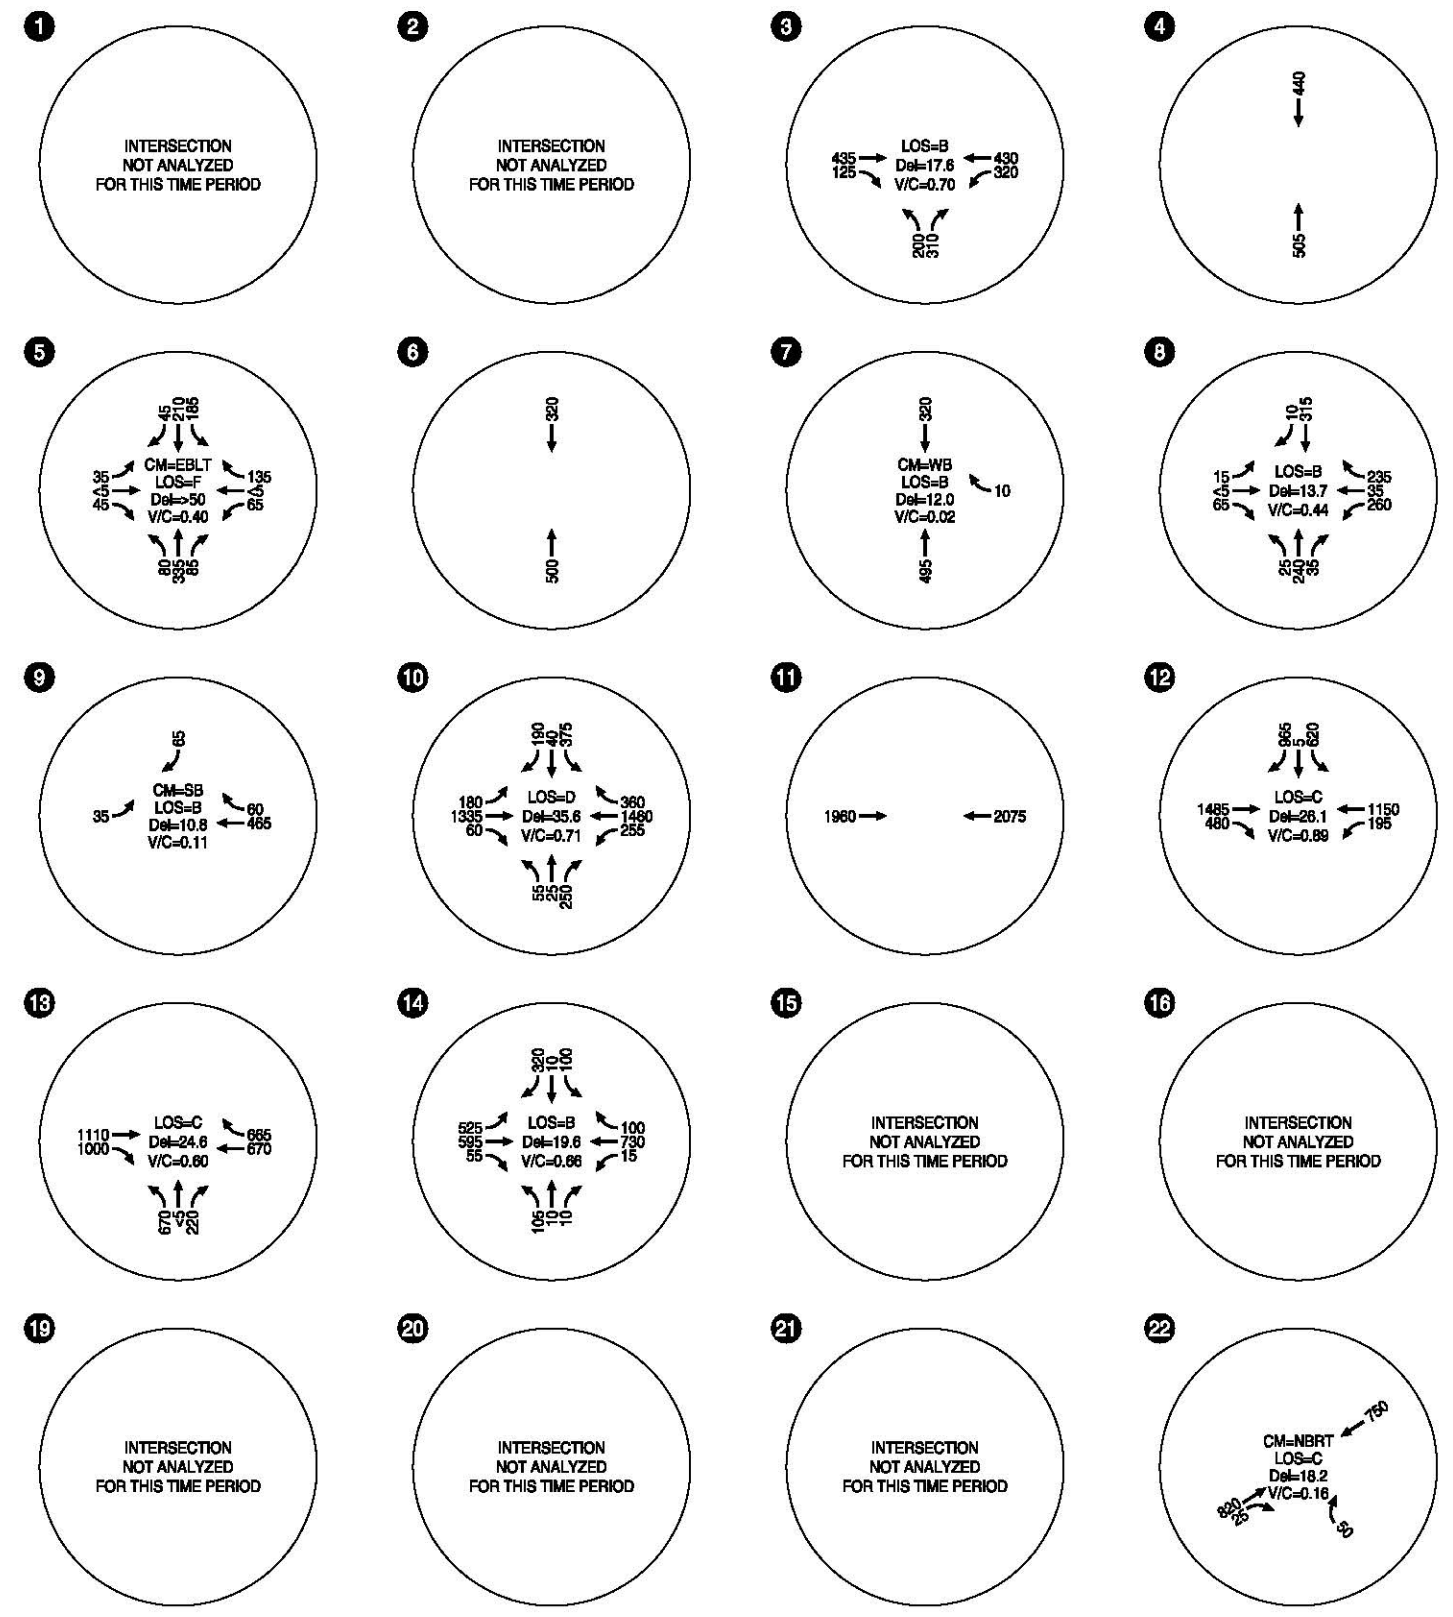 1
INTERSECTION
NOT ANALYZED
FOR THIS TIME PERIOD
2
INTERSECTION
NOT ANALYZED
FOR THIS TIME PERIOD
3
LOS=B
435 Del=17.6 430
125 V/C=0.70 320
200 310
4
440
505
5
45 210 185
CM=EBLT
35 LOS=F 135
<5 Del=>50 <5
45 V/C=0.40 65
80 335 85
6
320
500
7
320
CM=WB
LOS=B
Del=12.0 10
V/C=0.02
495
8
10 315
15 LOS=B 235
<5 Del=13.7 35
65 V/C=0.44 260
25 240 35
9
65
CM=SB
35 LOS=B 60
Del=10.8 465
V/C=0.11
10
190 40 375
180 LOS=D 360
1335 Del=35.6 1460
60 V/C=0.71 255
55 25 250
11
1960 2075
12
965 5 620
LOS=C
1485 Del=26.1 1150
480 V/C=0.89 195
13
LOS=C
1110 Del=24.6 665
1000 V/C=0.60 670
670 <5 220
14
320 10 100
525 LOS=B 100
595 Del=19.6 730
55 V/C=0.66 15
105 10 10
15
INTERSECTION
NOT ANALYZED
FOR THIS TIME PERIOD
16
INTERSECTION
NOT ANALYZED
FOR THIS TIME PERIOD
19
INTERSECTION
NOT ANALYZED
FOR THIS TIME PERIOD
20
INTERSECTION
NOT ANALYZED
FOR THIS TIME PERIOD
21
INTERSECTION
NOT ANALYZED
FOR THIS TIME PERIOD
22
750
CM=NBRT
LOS=C
Del=18.2
V/C=0.16
820
25
50